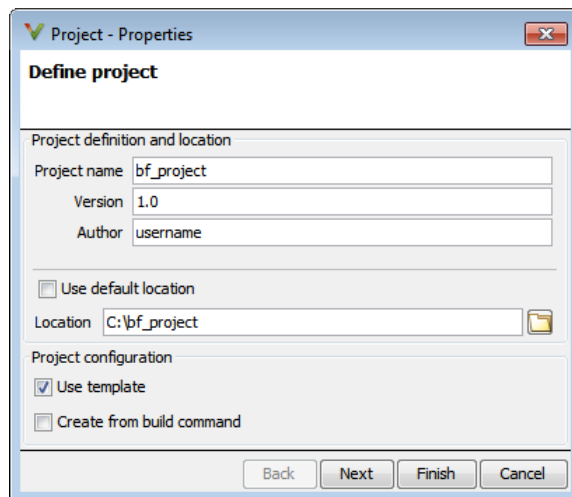 Project - Properties
Define project
Project definition and location
Project name bf_project
Version 1.0
Author username
Use default location
Location C:\bf_project
Project configuration
Use template
Create from build command
Back Next Finish Cancel